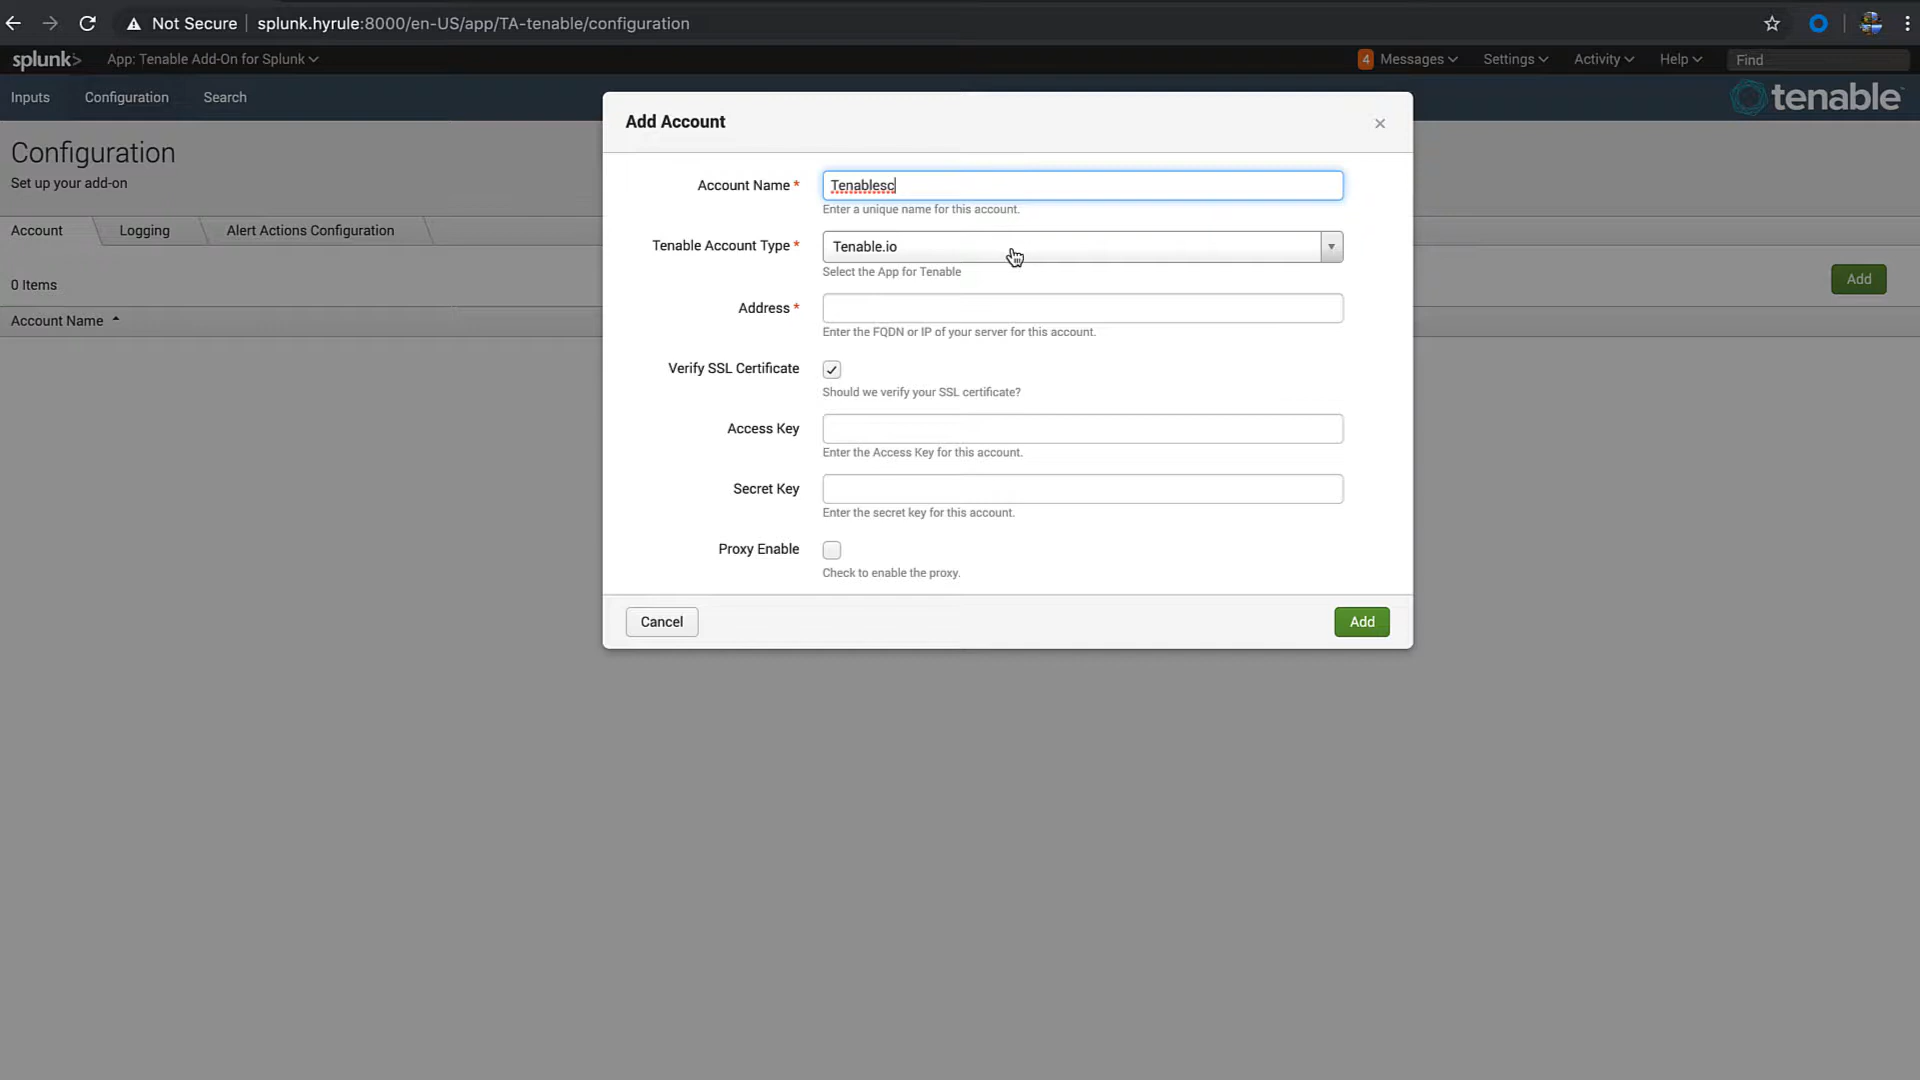 Not Secure splunk.hyrule:8000/en-US/app/TA-tenable/configuration
splunk> App: Tenable Add-On for Splunk 4 Messages Settings Activity Help Find
Inputs Configuration Search tenable
Configuration
Set up your add-on
Account Logging Alert Actions Configuration
0 Items Add
Account Name
Add Account ×
Account Name * Tenablesc
Enter a unique name for this account.
Tenable Account Type * Tenable.io
Select the App for Tenable
Address *
Enter the FQDN or IP of your server for this account.
Verify SSL Certificate
Should we verify your SSL certificate?
Access Key
Enter the Access Key for this account.
Secret Key
Enter the secret key for this account.
Proxy Enable
Check to enable the proxy.
Cancel Add